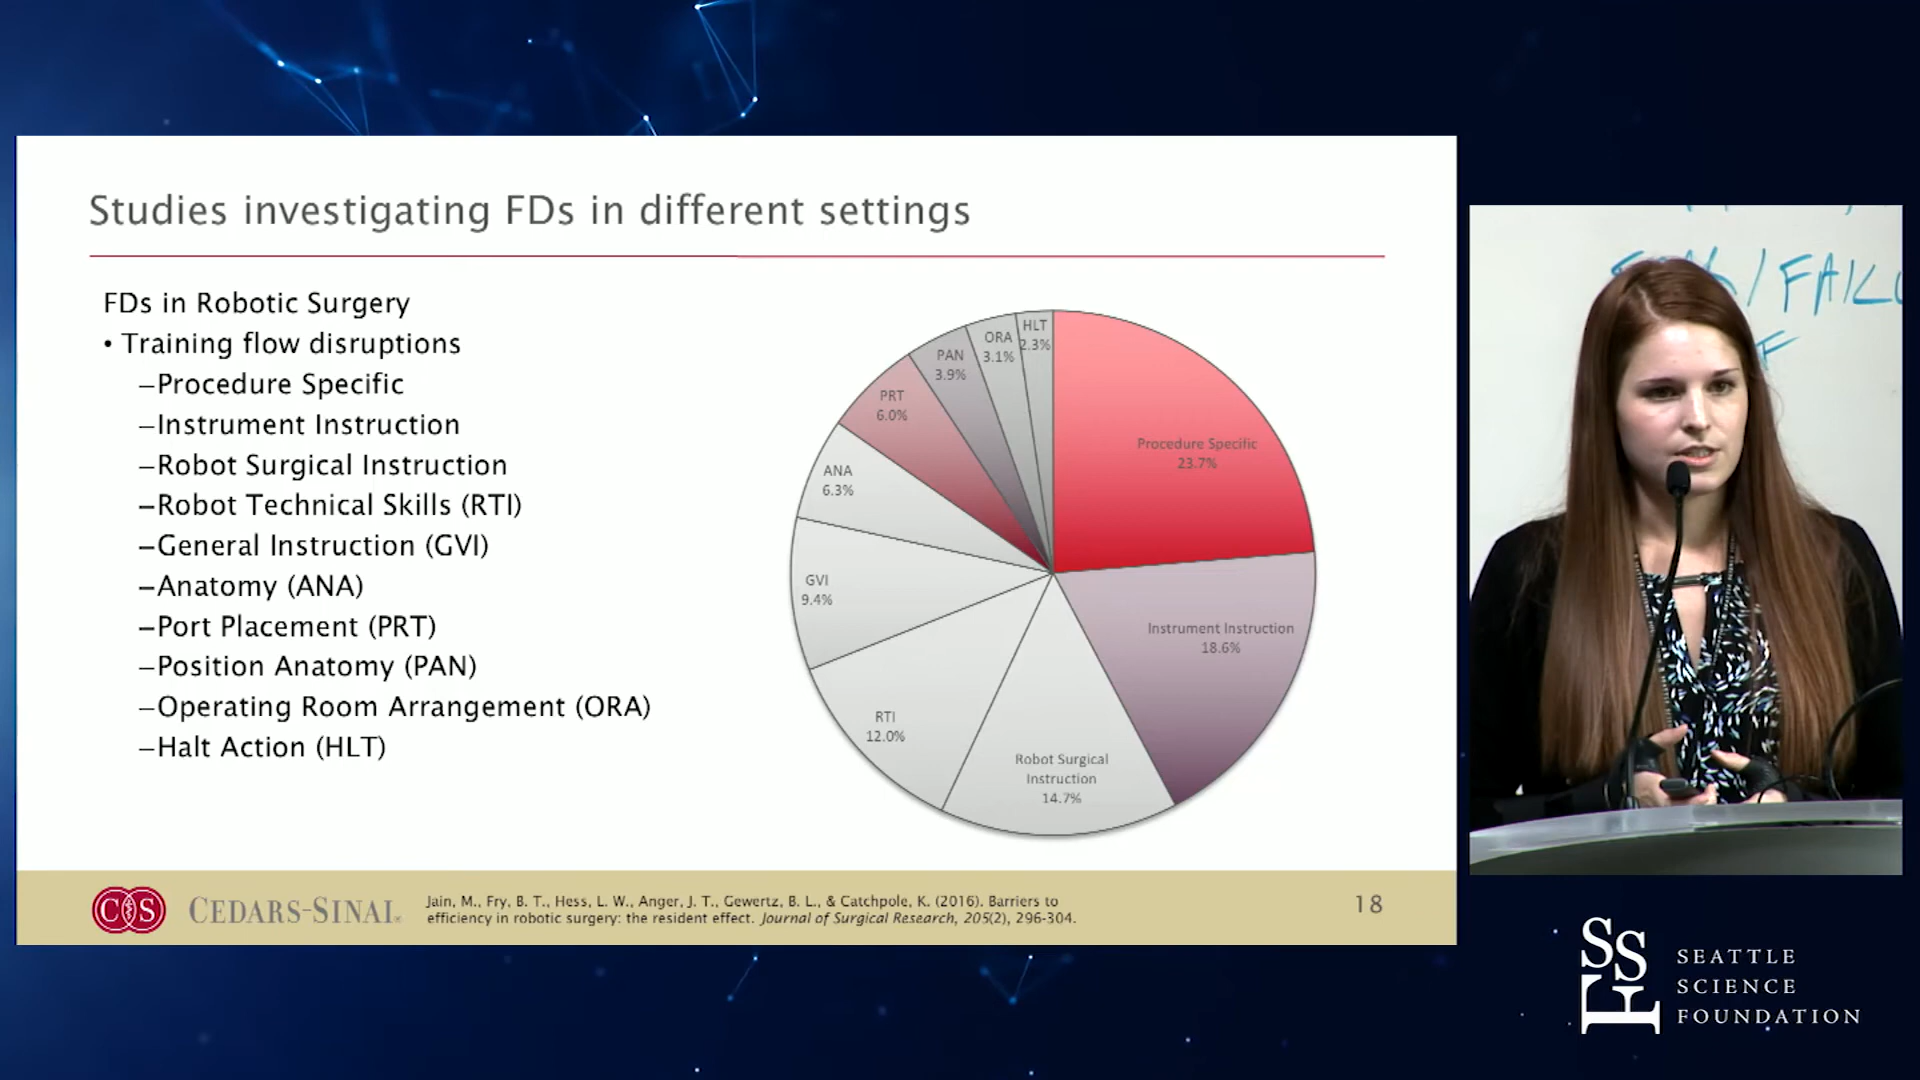 Studies investigating FDs in different settings
FDs in Robotic Surgery
• Training flow disruptions
–Procedure Specific
–Instrument Instruction
–Robot Surgical Instruction
–Robot Technical Skills (RTI)
–General Instruction (GVI)
–Anatomy (ANA)
–Port Placement (PRT)
–Position Anatomy (PAN)
–Operating Room Arrangement (ORA)
–Halt Action (HLT)
HLT
2.3%
ORA
3.1%
PAN
3.9%
PRT
6.0%
ANA
6.3%
GVI
9.4%
RTI
12.0%
Robot Surgical
Instruction
14.7%
Instrument Instruction
18.6%
Procedure Specific
23.7%
CEDARS-SINAI
Jain, M., Fry, B. T., Hess, L. W., Anger, J. T., Gewertz, B. L., & Catchpole, K. (2016). Barriers to
efficiency in robotic surgery: the resident effect. Journal of Surgical Research, 205(2), 296-304.
18
SSF
SEATTLE
SCIENCE
FOUNDATION